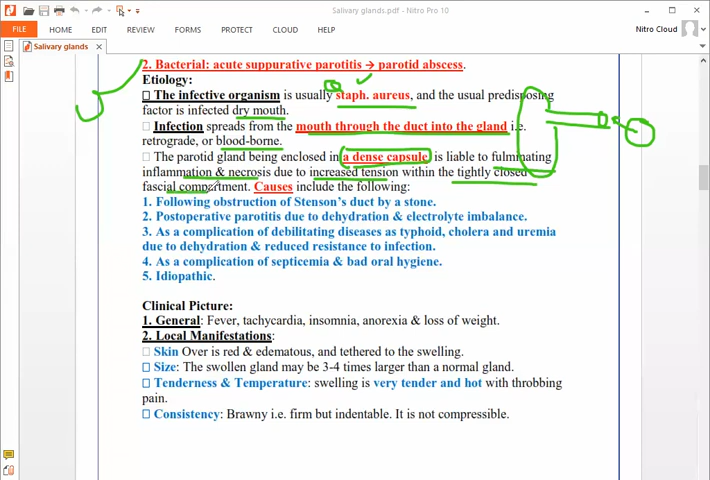 Salivary glands.pdf - Nitro Pro 10
FILE HOME EDIT REVIEW FORMS PROTECT CLOUD HELP
Nitro Cloud
Salivary glands
2. Bacterial: acute suppurative parotitis → parotid abscess.
Etiology:
□ The infective organism is usually staph. aureus, and the usual predisposing
factor is infected dry mouth.
□ Infection spreads from the mouth through the duct into the gland i.e.
retrograde, or blood-borne.
□ The parotid gland being enclosed in a dense capsule is liable to fulminating
inflammation & necrosis due to increased tension within the tightly closed
fascial compartment. Causes include the following:
1. Following obstruction of Stenson's duct by a stone.
2. Postoperative parotitis due to dehydration & electrolyte imbalance.
3. As a complication of debilitating diseases as typhoid, cholera and uremia
due to dehydration & reduced resistance to infection.
4. As a complication of septicemia & bad oral hygiene.
5. Idiopathic.
Clinical Picture:
1. General: Fever, tachycardia, insomnia, anorexia & loss of weight.
2. Local Manifestations:
□ Skin Over is red & edematous, and tethered to the swelling.
□ Size: The swollen gland may be 3-4 times larger than a normal gland.
□ Tenderness & Temperature: swelling is very tender and hot with throbbing
pain.
□ Consistency: Brawny i.e. firm but indentable. It is not compressible.